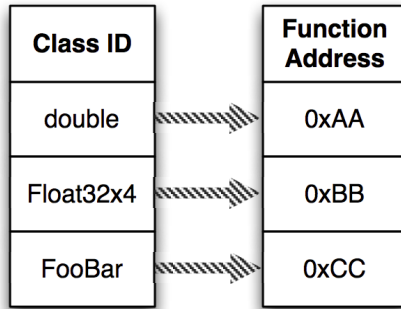 Class ID
Function
Address
double
0xAA
Float32x4
0xBB
FooBar
0xCC